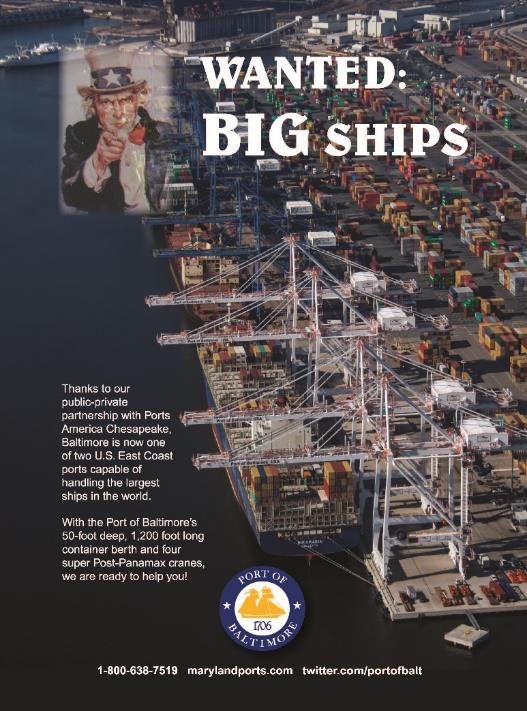 WANTED:
BIG SHIPS
Thanks to our
public-private
partnership with Ports
America Chesapeake,
Baltimore is now one
of two U.S. East Coast
ports capable of
handling the largest
ships in the world.
With the Port of Baltimore's
50-foot deep, 1,200 foot long
container berth and four
super Post-Panamax cranes,
we are ready to help you!
PORT OF
1706
BALTIMORE
1-800-638-7519 marylandports.com twitter.com/portofbalt